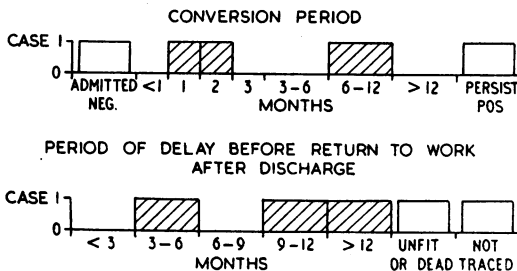 CONVERSION PERIOD
CASE 1
0
ADMITTED NEG. <1 1 2 3 3-6 6-12 >12 PERSIST POS
MONTHS
PERIOD OF DELAY BEFORE RETURN TO WORK
AFTER DISCHARGE
CASE 1
0
< 3 3-6 6-9 9-12 > 12 UNFIT OR DEAD NOT TRACED
MONTHS